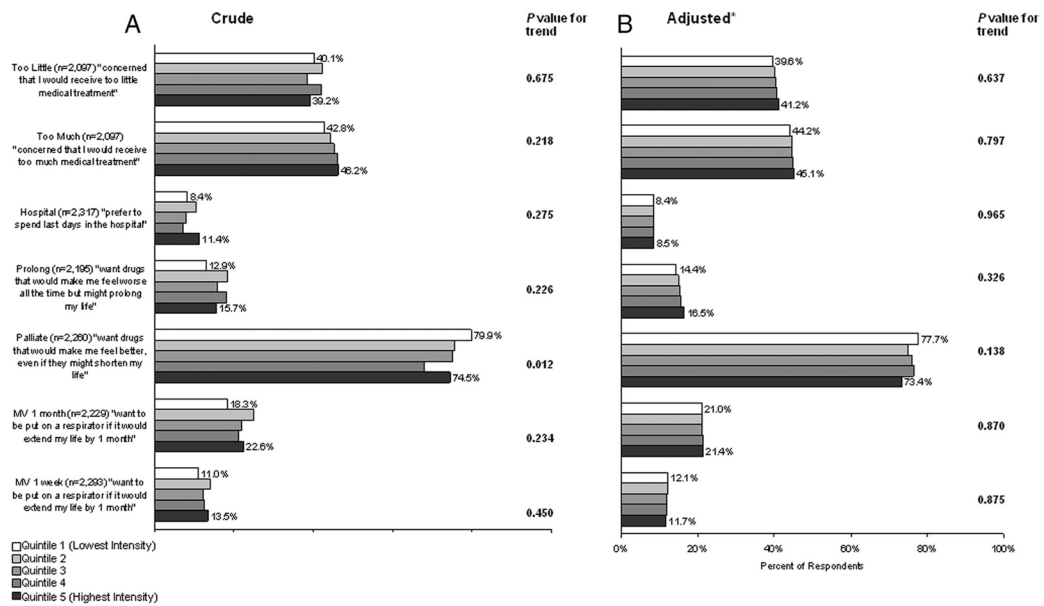 A
Crude
P value for
trend
Too Little (n=2,097) "concerned
that I would receive too little
medical treatment"
40.1%
39.2%
0.675
Too Much (n=2,097)
"concerned that I would receive
too much medical treatment"
42.8%
46.2%
0.218
Hospital (n=2,317) "prefer to
spend last days in the hospital"
8.4%
11.4%
0.275
Prolong (n=2,195) "want drugs
that would make me feel worse
all the time but might prolong
my life"
12.9%
15.7%
0.226
Palliate (n=2,260) "want drugs
that would make me feel better,
even if they might shorten my
life"
79.9%
74.5%
0.012
MV 1 month (n=2,229) "want to
be put on a respirator if it would
extend my life by 1 month"
18.3%
22.6%
0.234
MV 1 week (n=2,293) "want to
be put on a respirator if it would
extend my life by 1 month"
11.0%
13.5%
0.450
Quintile 1 (Lowest Intensity)
Quintile 2
Quintile 3
Quintile 4
Quintile 5 (Highest Intensity)
B
Adjusted*
P value for
trend
39.6%
41.2%
0.637
44.2%
45.1%
0.797
8.4%
8.5%
0.965
14.4%
16.5%
0.326
77.7%
73.4%
0.138
21.0%
21.4%
0.870
12.1%
11.7%
0.875
0% 20% 40% 60% 80% 100%
Percent of Respondents